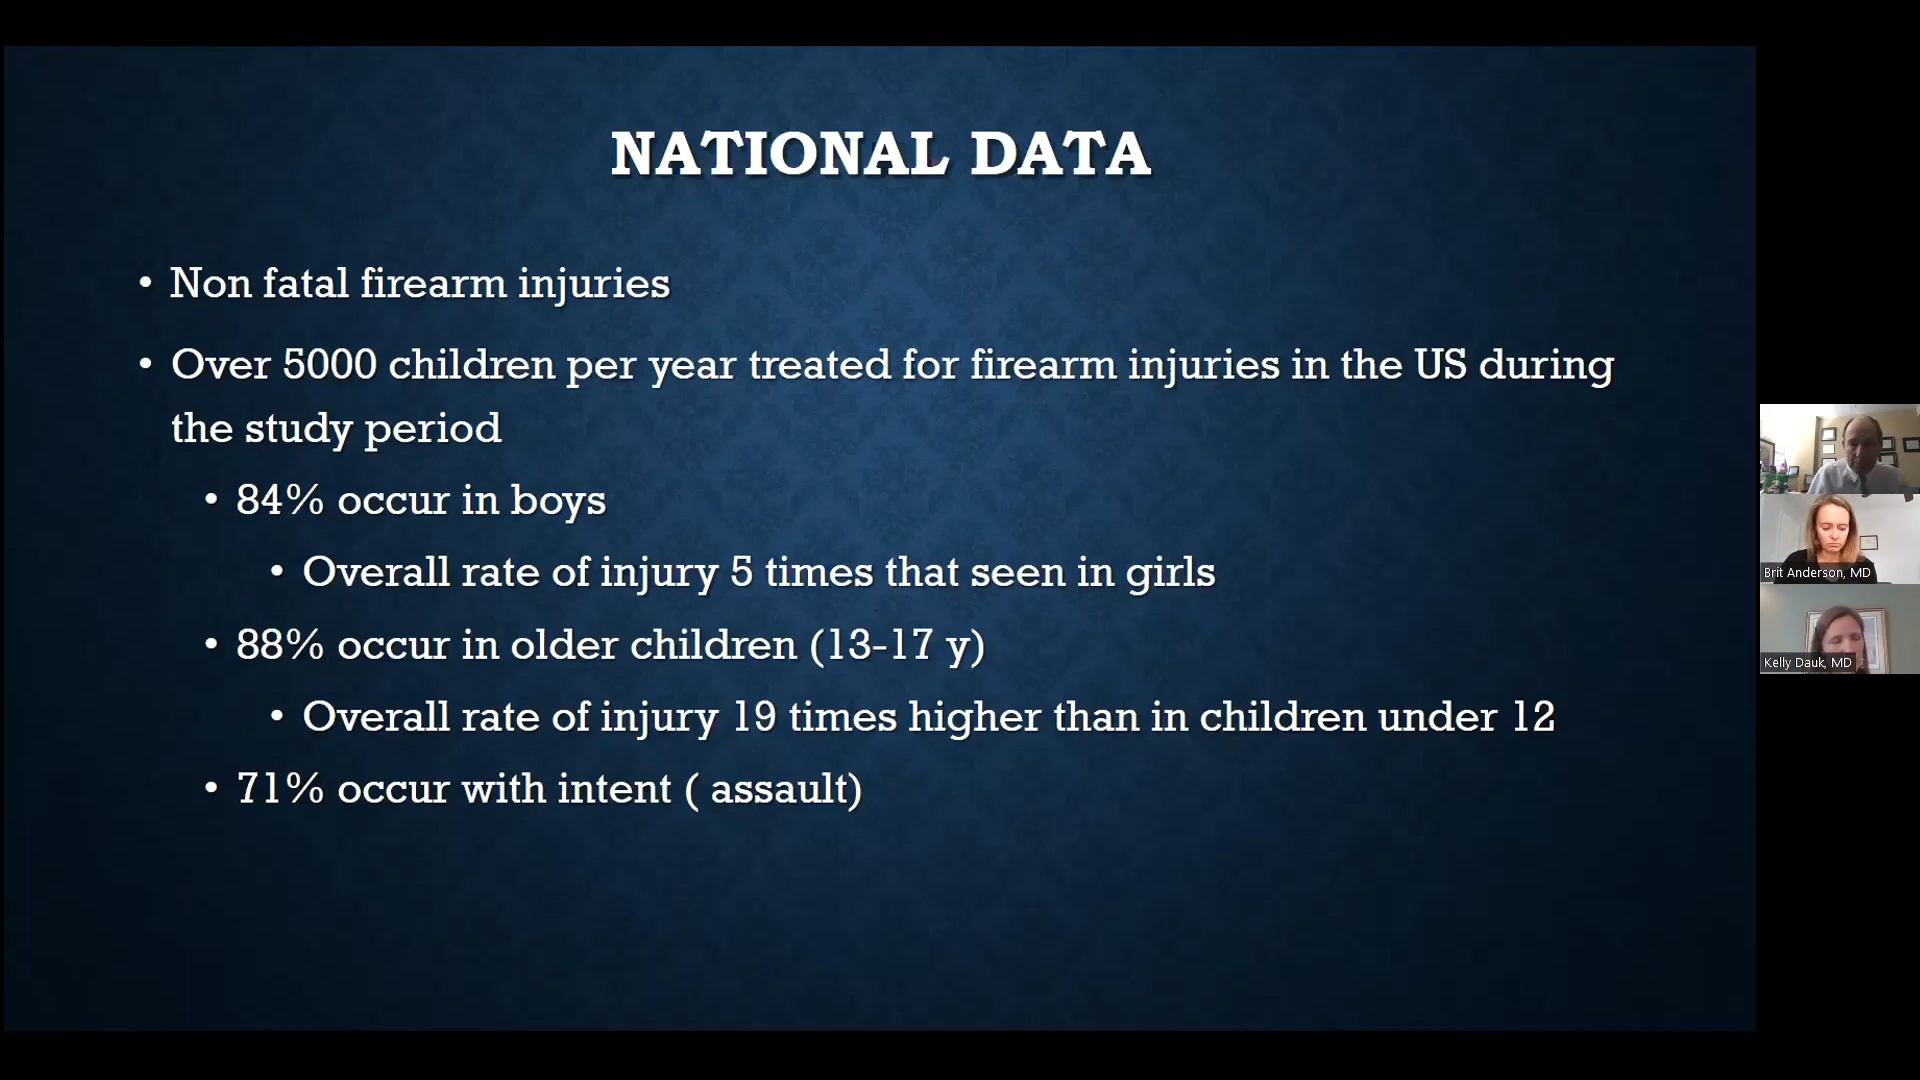 NATIONAL DATA
• Non fatal firearm injuries
• Over 5000 children per year treated for firearm injuries in the US during
the study period
• 84% occur in boys
• Overall rate of injury 5 times that seen in girls
• 88% occur in older children (13-17 y)
• Overall rate of injury 19 times higher than in children under 12
• 71% occur with intent ( assault)
Brit Anderson, MD
Kelly Dauk, MD